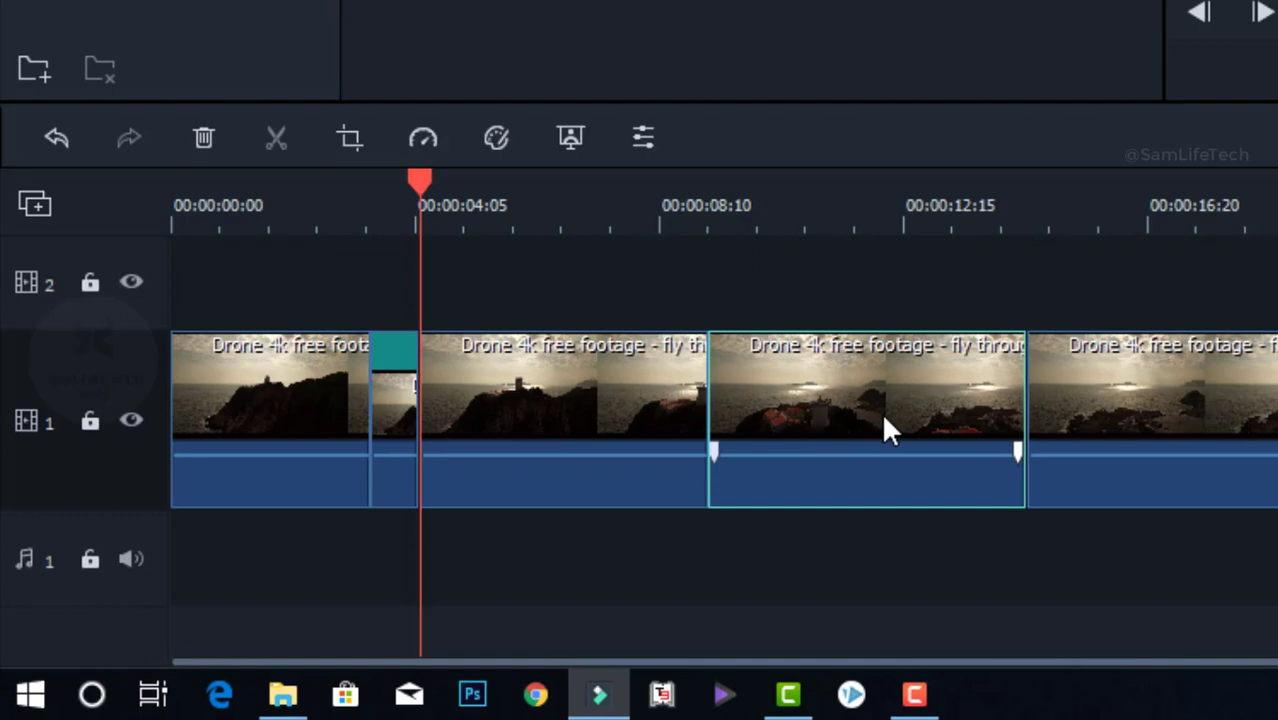 @SamLifeTech
00:00:00:00 00:00:04:05 00:00:08:10 00:00:12:15 00:00:16:20
2
Drone 4k free foota Drone 4k free footage - fly th Drone 4k free footage - fly throu Drone 4k free footage - f
1
1
Ps